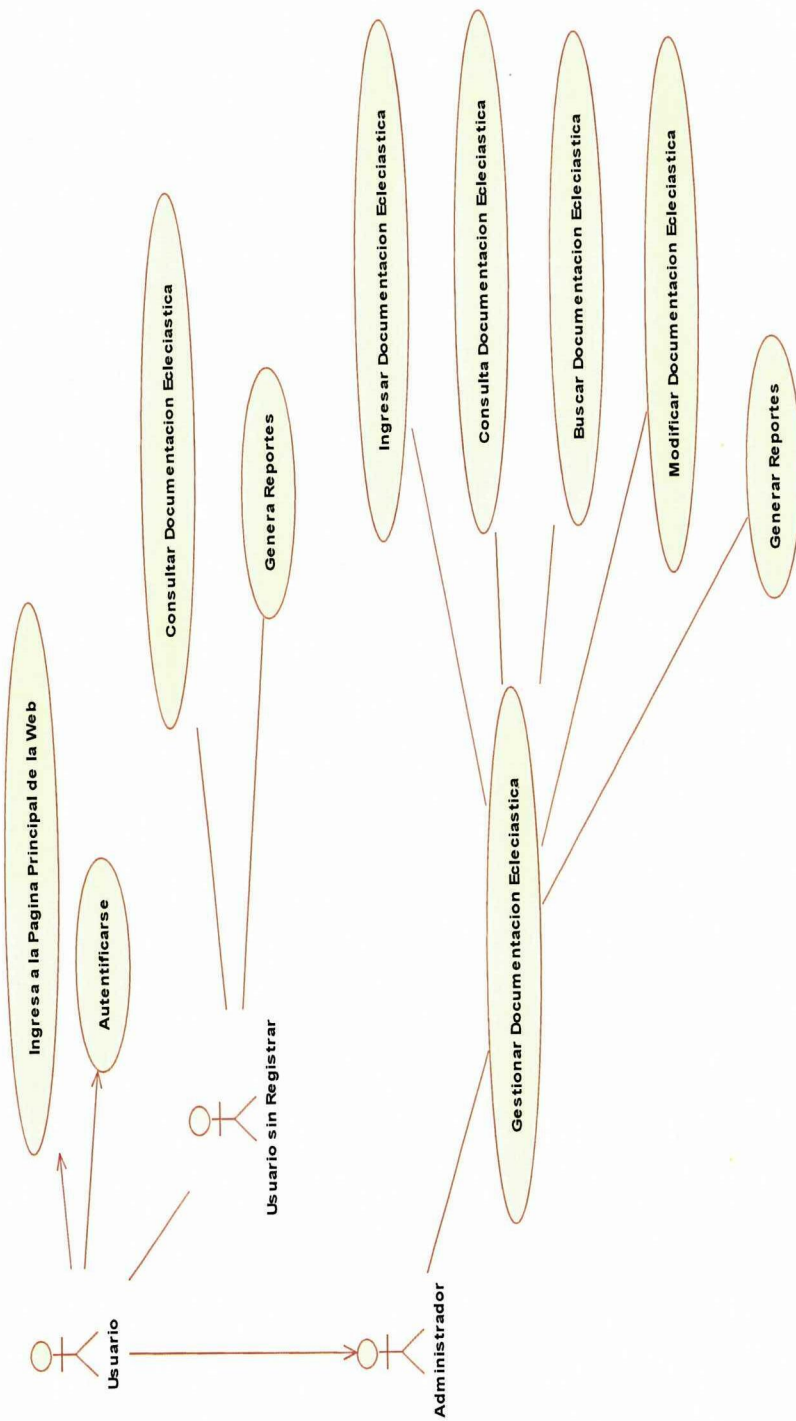 Ingresa a la Pagina Principal de la Web
Autentificarse
Usuario
Consultar Documentacion Ecleciastica
Genera Reportes
Usuario sin Registrar
Administrador
Gestionar Documentacion Ecleciastica
Ingresar Documentacion Ecleciastica
Consulta Documentacion Ecleciastica
Buscar Documentacion Ecleciastica
Modificar Documentacion Ecleciastica
Generar Reportes